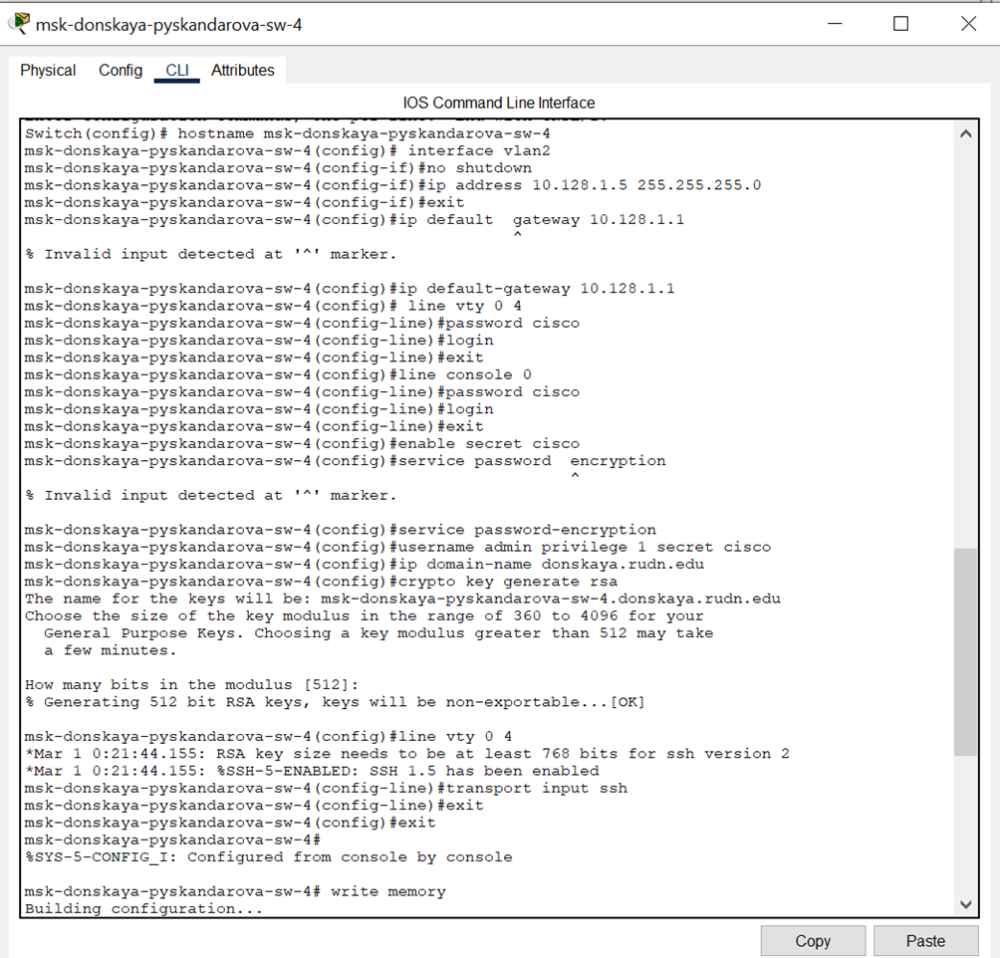 msk-donskaya-pyskandarova-sw-4
Physical Config CLI Attributes
IOS Command Line Interface
Switch(config)# hostname msk-donskaya-pyskandarova-sw-4
msk-donskaya-pyskandarova-sw-4(config)# interface vlan2
msk-donskaya-pyskandarova-sw-4(config-if)#no shutdown
msk-donskaya-pyskandarova-sw-4(config-if)#ip address 10.128.1.5 255.255.255.0
msk-donskaya-pyskandarova-sw-4(config-if)#exit
msk-donskaya-pyskandarova-sw-4(config)#ip default  gateway 10.128.1.1
^
% Invalid input detected at '^' marker.
msk-donskaya-pyskandarova-sw-4(config)#ip default-gateway 10.128.1.1
msk-donskaya-pyskandarova-sw-4(config)# line vty 0 4
msk-donskaya-pyskandarova-sw-4(config-line)#password cisco
msk-donskaya-pyskandarova-sw-4(config-line)#login
msk-donskaya-pyskandarova-sw-4(config-line)#exit
msk-donskaya-pyskandarova-sw-4(config)#line console 0
msk-donskaya-pyskandarova-sw-4(config-line)#password cisco
msk-donskaya-pyskandarova-sw-4(config-line)#login
msk-donskaya-pyskandarova-sw-4(config-line)#exit
msk-donskaya-pyskandarova-sw-4(config)#enable secret cisco
msk-donskaya-pyskandarova-sw-4(config)#service password  encryption
^
% Invalid input detected at '^' marker.
msk-donskaya-pyskandarova-sw-4(config)#service password-encryption
msk-donskaya-pyskandarova-sw-4(config)#username admin privilege 1 secret cisco
msk-donskaya-pyskandarova-sw-4(config)#ip domain-name donskaya.rudn.edu
msk-donskaya-pyskandarova-sw-4(config)#crypto key generate rsa
The name for the keys will be: msk-donskaya-pyskandarova-sw-4.donskaya.rudn.edu
Choose the size of the key modulus in the range of 360 to 4096 for your
General Purpose Keys. Choosing a key modulus greater than 512 may take
a few minutes.
How many bits in the modulus [512]:
% Generating 512 bit RSA keys, keys will be non-exportable...[OK]
msk-donskaya-pyskandarova-sw-4(config)#line vty 0 4
*Mar 1 0:21:44.155: RSA key size needs to be at least 768 bits for ssh version 2
*Mar 1 0:21:44.155: %SSH-5-ENABLED: SSH 1.5 has been enabled
msk-donskaya-pyskandarova-sw-4(config-line)#transport input ssh
msk-donskaya-pyskandarova-sw-4(config-line)#exit
msk-donskaya-pyskandarova-sw-4(config)#exit
msk-donskaya-pyskandarova-sw-4#
%SYS-5-CONFIG_I: Configured from console by console
msk-donskaya-pyskandarova-sw-4# write memory
Building configuration...
Copy Paste